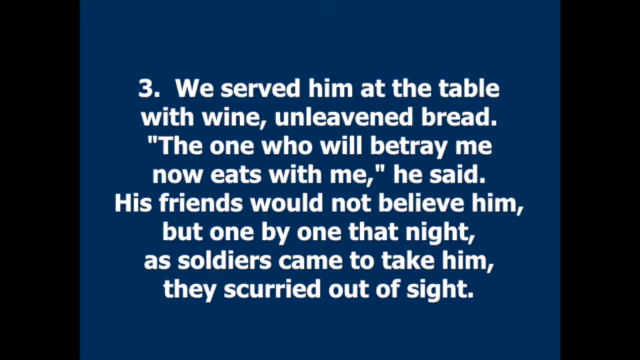 3.  We served him at the table
with wine, unleavened bread.
"The one who will betray me
now eats with me," he said.
His friends would not believe him,
but one by one that night,
as soldiers came to take him,
they scurried out of sight.